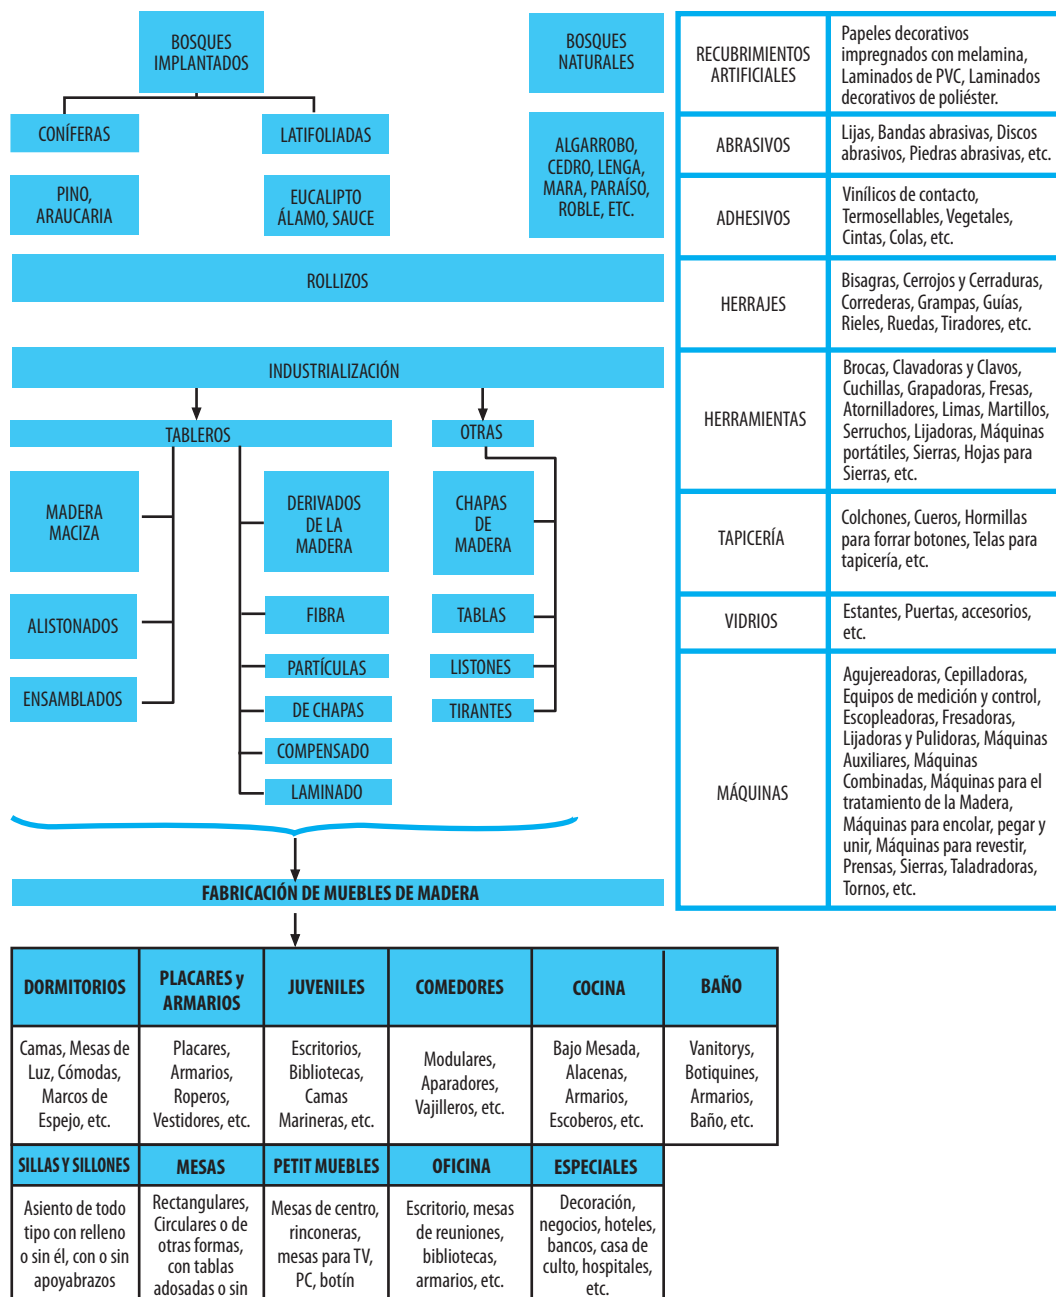 BOSQUES
IMPLANTADOS
BOSQUES
NATURALES
CONÍFERAS
LATIFOLIADAS
PINO,
ARAUCARIA
EUCALIPTO
ÁLAMO, SAUCE
ALGARROBO,
CEDRO, LENGA,
MARA, PARAÍSO,
ROBLE, ETC.
ROLLIZOS
INDUSTRIALIZACIÓN
TABLEROS
OTRAS
MADERA
MACIZA
ALISTONADOS
ENSAMBLADOS
DERIVADOS
DE LA
MADERA
FIBRA
PARTÍCULAS
DE CHAPAS
COMPENSADO
LAMINADO
CHAPAS
DE
MADERA
TABLAS
LISTONES
TIRANTES
FABRICACIÓN DE MUEBLES DE MADERA
DORMITORIOS
Camas, Mesas de
Luz, Cómodas,
Marcos de
Espejo, etc.
PLACARES y
ARMARIOS
Placares,
Armarios,
Roperos,
Vestidores, etc.
JUVENILES
Escritorios,
Bibliotecas,
Camas
Marineras, etc.
COMEDORES
Modulares,
Aparadores,
Vajilleros, etc.
COCINA
Bajo Mesada,
Alacenas,
Armarios,
Escoberos, etc.
BAÑO
Vanitorys,
Botiquines,
Armarios,
Baño, etc.
SILLAS Y SILLONES
Asiento de todo
tipo con relleno
o sin él, con o sin
apoyabrazos
MESAS
Rectangulares,
Circulares o de
otras formas,
con tablas
adosadas o sin
PETIT MUEBLES
Mesas de centro,
rinconeras,
mesas para TV,
PC, botín
OFICINA
Escritorio, mesas
de reuniones,
bibliotecas,
armarios, etc.
ESPECIALES
Decoración,
negocios, hoteles,
bancos, casa de
culto, hospitales,
etc.
RECUBRIMIENTOS
ARTIFICIALES
Papeles decorativos
impregnados con melamina,
Laminados de PVC, Laminados
decorativos de poliéster.
ABRASIVOS
Lijas, Bandas abrasivas, Discos
abrasivos, Piedras abrasivas, etc.
ADHESIVOS
Vinílicos de contacto,
Termosellables, Vegetales,
Cintas, Colas, etc.
HERRAJES
Bisagras, Cerrojos y Cerraduras,
Correderas, Grampas, Guías,
Rieles, Ruedas, Tiradores, etc.
HERRAMIENTAS
Brocas, Clavadoras y Clavos,
Cuchillas, Grapadoras, Fresas,
Atornilladores, Limas, Martillos,
Serruchos, Lijadoras, Máquinas
portátiles, Sierras, Hojas para
Sierras, etc.
TAPICERÍA
Colchones, Cueros, Hormillas
para forrar botones, Telas para
tapicería, etc.
VIDRIOS
Estantes, Puertas, accesorios,
etc.
MÁQUINAS
Agujereadoras, Cepilladoras,
Equipos de medición y control,
Escopleadoras, Fresadoras,
Lijadoras y Pulidoras, Máquinas
Auxiliares, Máquinas
Combinadas, Máquinas para el
tratamiento de la Madera,
Máquinas para encolar, pegar y
unir, Máquinas para revestir,
Prensas, Sierras, Taladradoras,
Tornos, etc.